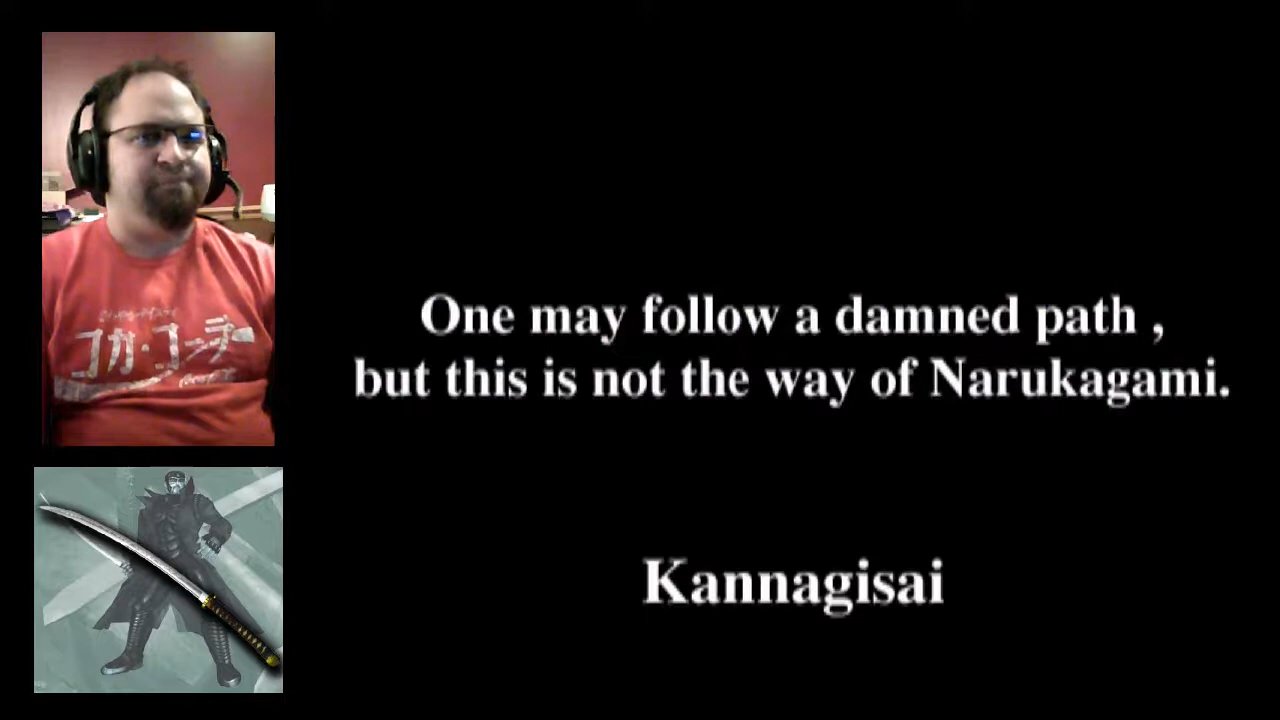 One may follow a damned path ,
but this is not the way of Narukagami.
Kannagisai
コカ・コーラ